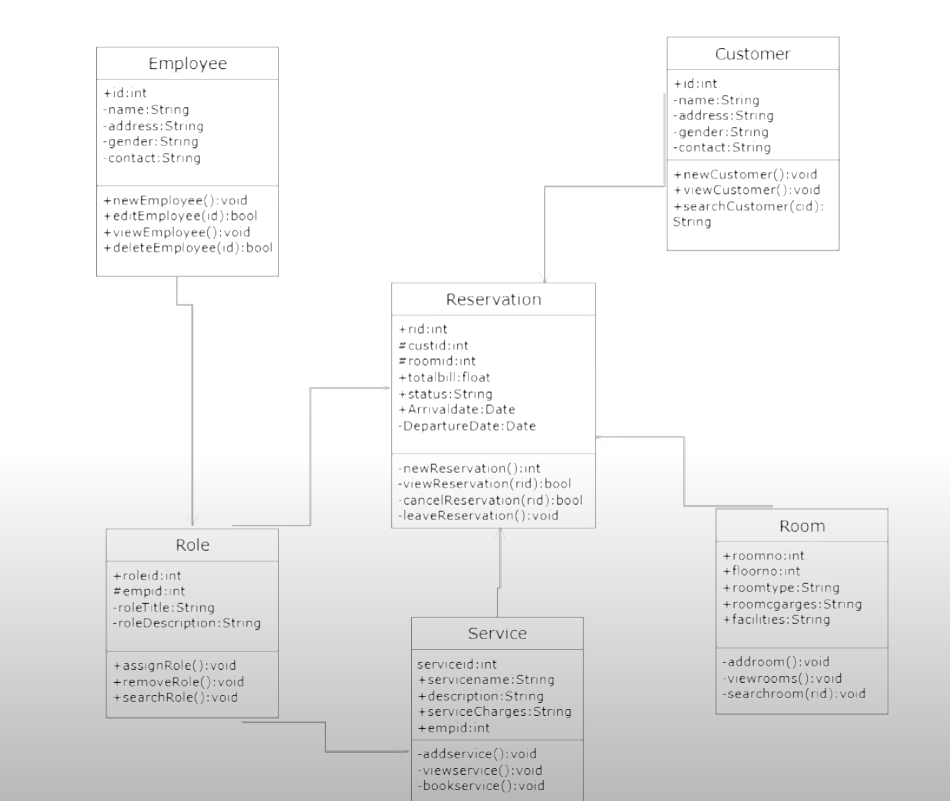 Employee
+id:int
-name:String
-address:String
-gender:String
-contact:String
+newEmployee():void
+editEmployee(id):bool
+viewEmployee():void
+deleteEmployee(id):bool
Customer
+id:int
-name:String
-address:String
-gender:String
-contact:String
+newCustomer():void
+viewCustomer():void
+searchCustomer(cid):
String
Reservation
+rid:int
#custid:int
#roomid:int
+totalbill:float
+status:String
+Arrivaldate:Date
-DepartureDate:Date
-newReservation():int
-viewReservation(rid):bool
-cancelReservation(rid):bool
-leaveReservation():void
Role
+roleid:int
#empid:int
-roleTitle:String
-roleDescription:String
+assignRole():void
+removeRole():void
+searchRole():void
Service
serviceid:int
+servicename:String
+description:String
+serviceCharges:String
+empid:int
-addservice():void
-viewservice():void
-bookservice():void
Room
+roomno:int
+floorno:int
+roomtype:String
+roomcgarges:String
+facilities:String
-addroom():void
-viewrooms():void
-searchroom(rid):void